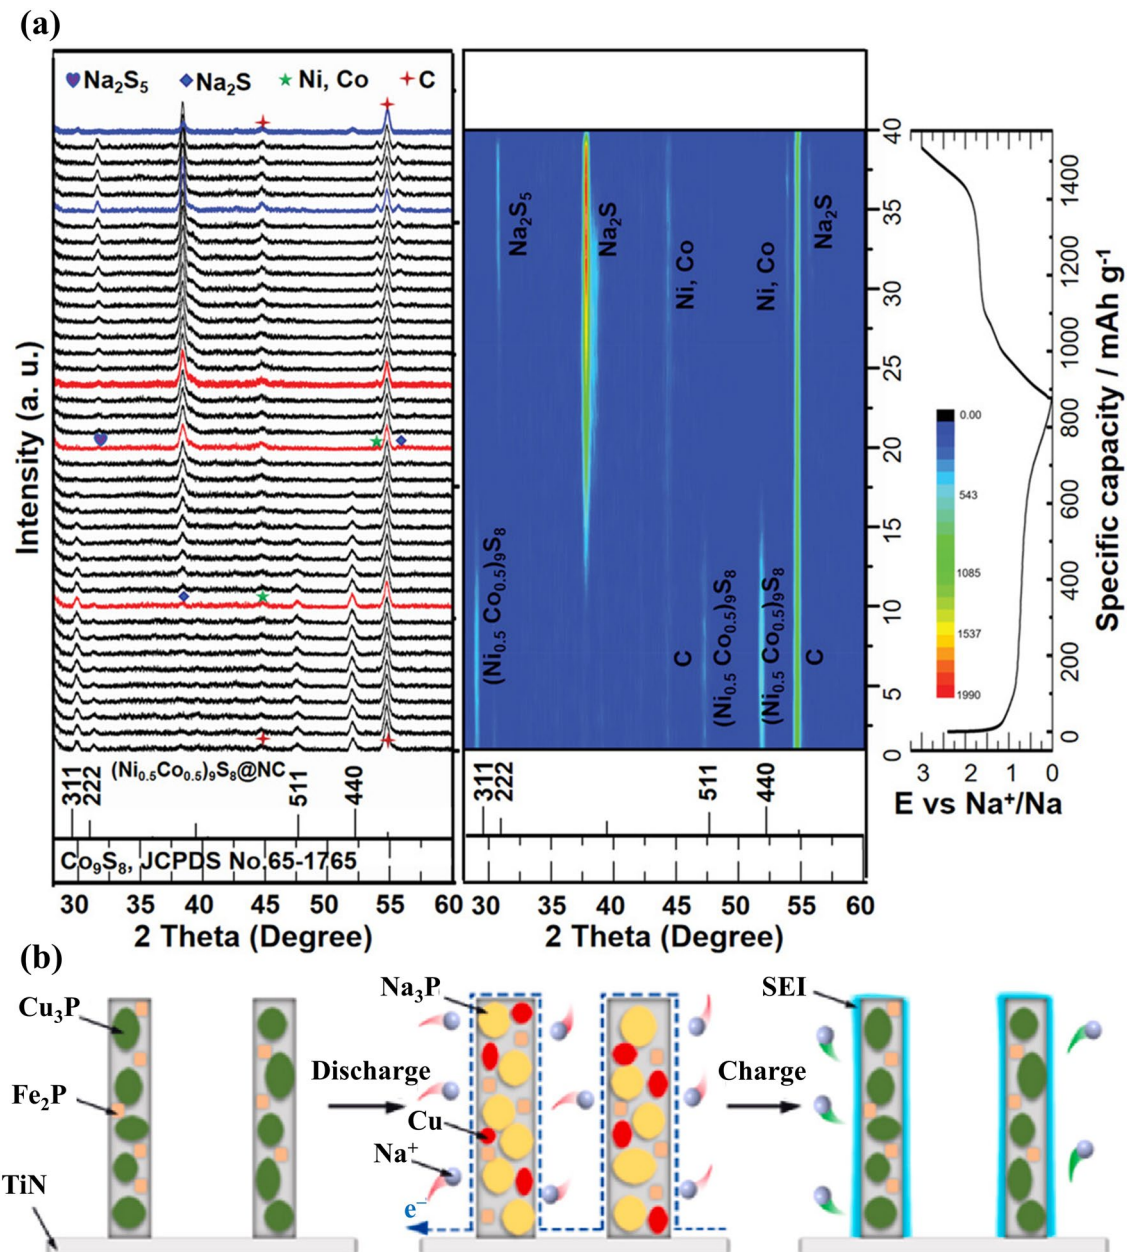 (a)
Na₂S₅ Na₂S Ni, Co C
Intensity (a. u.)
311
222
(Ni₀.₅Co₀.₅)₉S₈@NC
511
440
Co₉S₈, JCPDS No.65-1765
30 35 40 45 50 55 60
2 Theta (Degree)
Na₂S₅
Na₂S
Ni, Co
Ni, Co
Na₂S
(Ni₀.₅ Co₀.₅)₉S₈
C
(Ni₀.₅ Co₀.₅)₉S₈
(Ni₀.₅ Co₀.₅)₉S₈
C
311
222
511
440
30 35 40 45 50 55 60
2 Theta (Degree)
40
35
30
25
20
15
10
5
0
0.00
543
1085
1537
1990
1400
1200
1000
800
600
400
200
0
Specific capacity / mAh g⁻¹
3 2 1 0
E vs Na⁺/Na
(b)
Cu₃P
Fe₂P
TiN
Discharge
Na₃P
Cu
Na⁺
e⁻
Charge
SEI